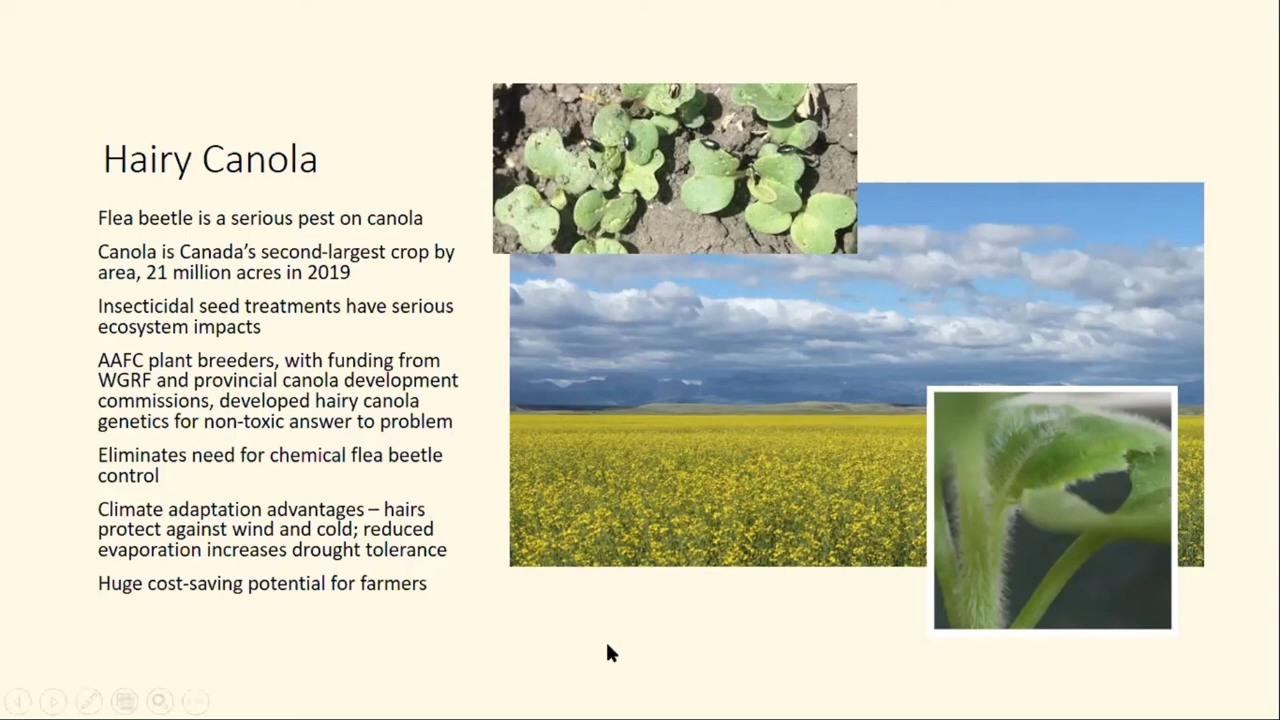 Hairy Canola
Flea beetle is a serious pest on canola
Canola is Canada’s second-largest crop by
area, 21 million acres in 2019
Insecticidal seed treatments have serious
ecosystem impacts
AAFC plant breeders, with funding from
WGRF and provincial canola development
commissions, developed hairy canola
genetics for non-toxic answer to problem
Eliminates need for chemical flea beetle
control
Climate adaptation advantages – hairs
protect against wind and cold; reduced
evaporation increases drought tolerance
Huge cost-saving potential for farmers